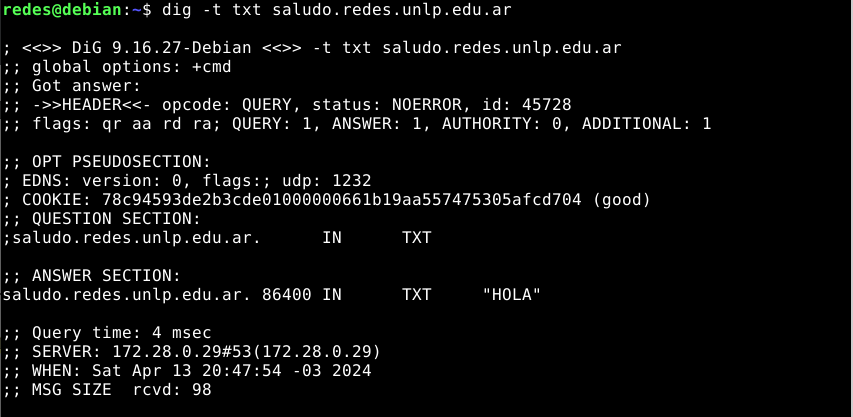 redes@debian:~$ dig -t txt saludo.redes.unlp.edu.ar

; <<>> DiG 9.16.27-Debian <<>> -t txt saludo.redes.unlp.edu.ar
;; global options: +cmd
;; Got answer:
;; ->>HEADER<<- opcode: QUERY, status: NOERROR, id: 45728
;; flags: qr aa rd ra; QUERY: 1, ANSWER: 1, AUTHORITY: 0, ADDITIONAL: 1

;; OPT PSEUDOSECTION:
; EDNS: version: 0, flags:; udp: 1232
; COOKIE: 78c94593de2b3cde01000000661b19aa557475305afcd704 (good)
;; QUESTION SECTION:
;saludo.redes.unlp.edu.ar.      IN      TXT

;; ANSWER SECTION:
saludo.redes.unlp.edu.ar. 86400 IN      TXT     "HOLA"

;; Query time: 4 msec
;; SERVER: 172.28.0.29#53(172.28.0.29)
;; WHEN: Sat Apr 13 20:47:54 -03 2024
;; MSG SIZE  rcvd: 98